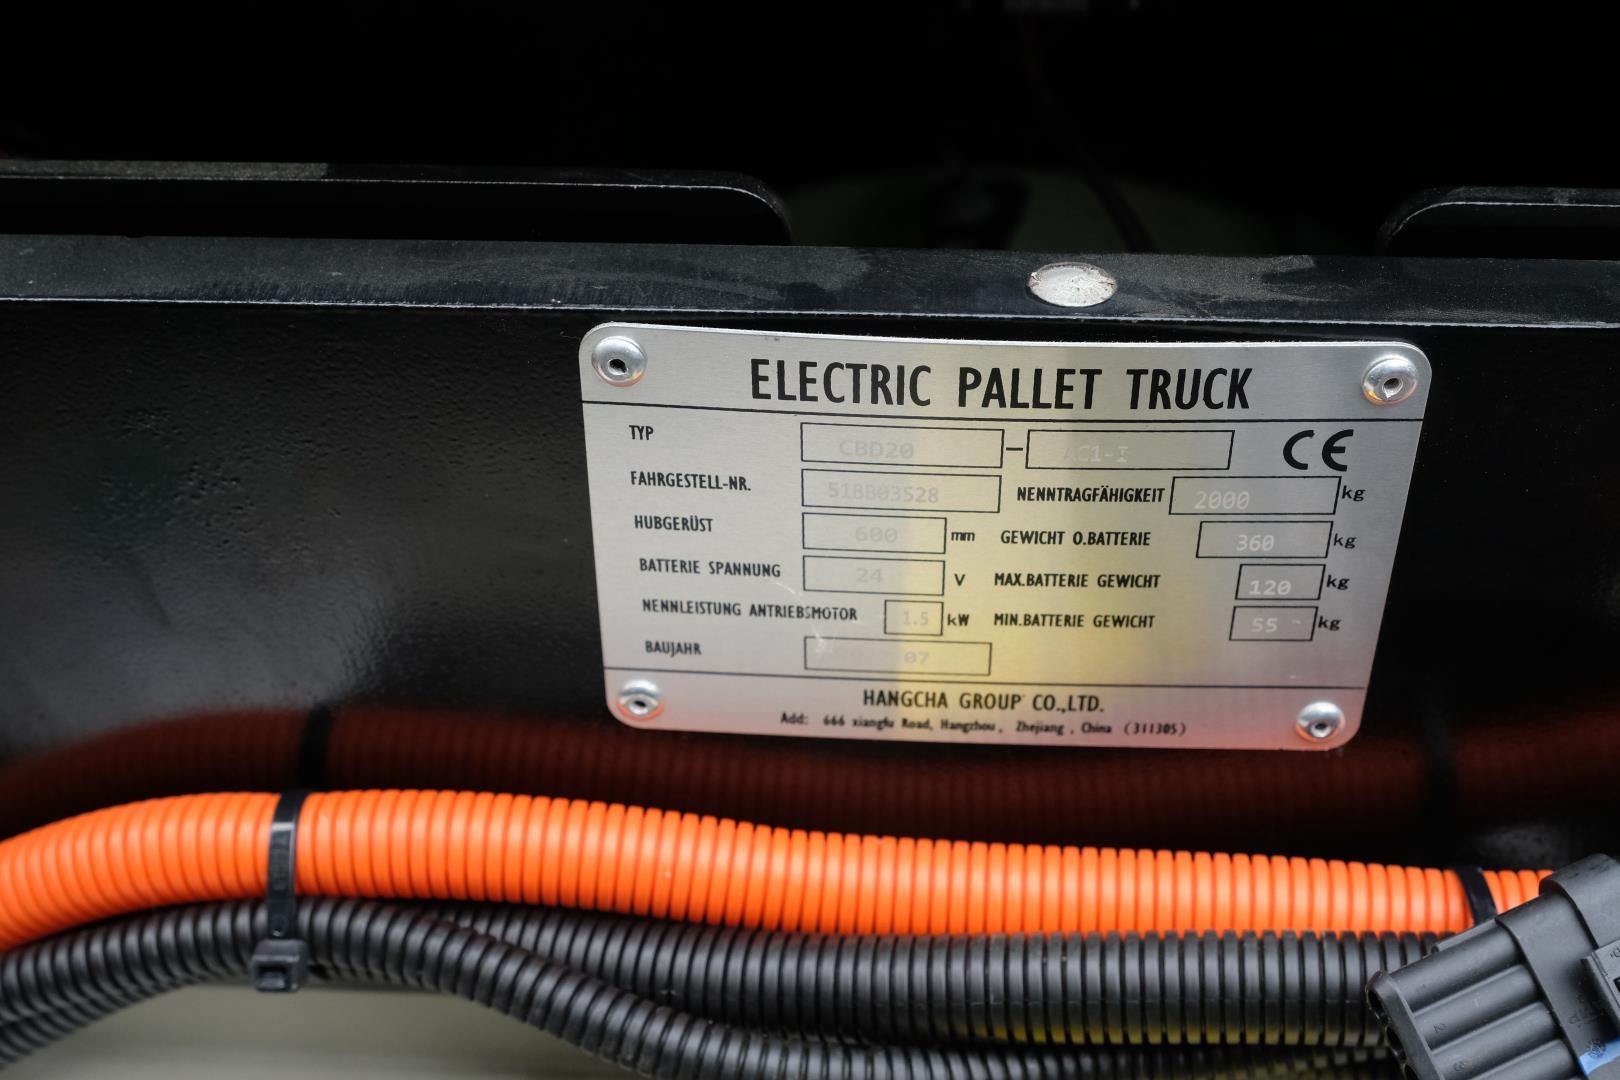 ELECTRIC PALLET TRUCK
TYP CBD20 - AC1-I CE
FAHRGESTELL-NR. 51BB03528 NENNTRAGFÄHIGKEIT 2000 kg
HUBGERÜST 600 mm GEWICHT O.BATTERIE 360 kg
BATTERIE SPANNUNG 24 V MAX.BATTERIE GEWICHT 120 kg
NENNLEISTUNG ANTRIEBSMOTOR 1.5 kW MIN.BATTERIE GEWICHT 55 kg
BAUJAHR 07
HANGCHA GROUP CO.,LTD.
Add: 666 xiangfu Road, Hangzhou, Zhejiang, China (311305)